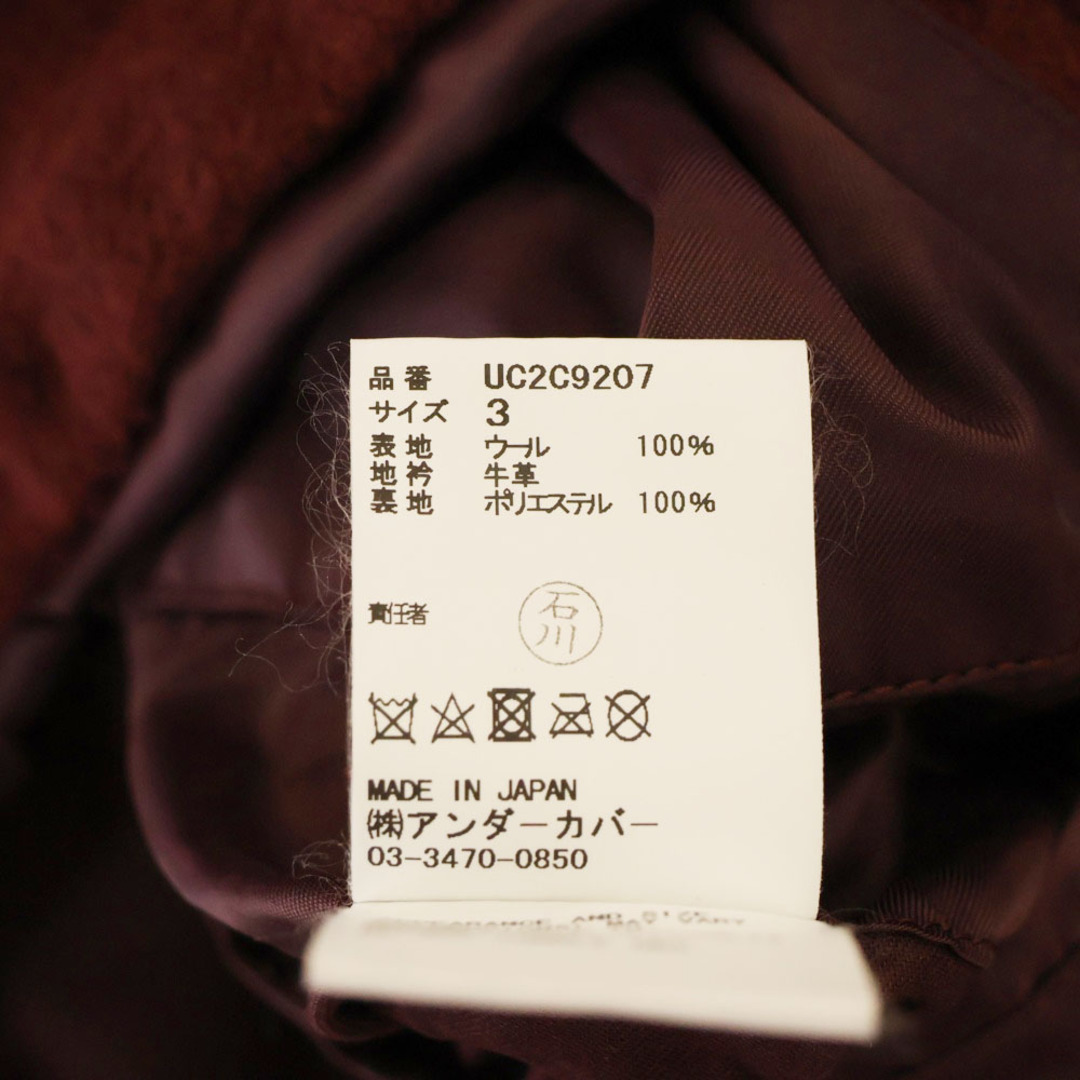 品番 UC2C9207
サイズ 3
表地 ウール 100%
地衿 牛革
裏地 ポリエステル 100%
責任者 石川
MADE IN JAPAN
㈱アンダーカバー
03-3470-0850
AND